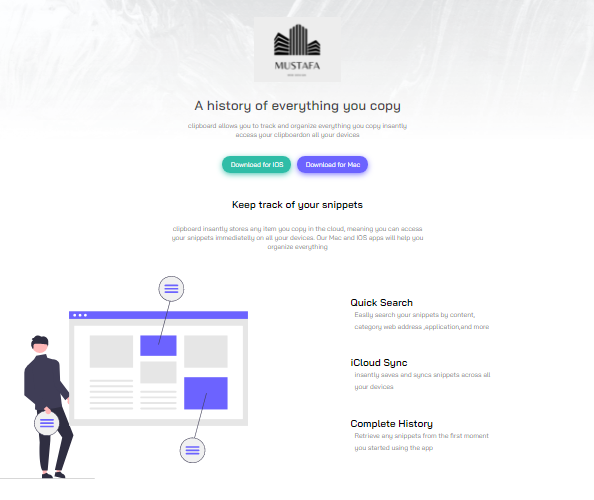 MUSTAFA
A history of everything you copy
clipboard allows you to track and organize everything you copy insantly
access your clipboardon all your devices
Download for IOS
Download for Mac
Keep track of your snippets
clipboard insantly stores any item you copy in the cloud, meaning you can access
your snippets immediatelly on all your devices. Our Mac and IOS apps will help you
organize everything
Quick Search
Easily search your snippets by content,
category web address ,application,and more
iCloud Sync
insantly saves and syncs snippets across all
your devices
Complete History
Retrieve any snippets from the first moment
you started using the app